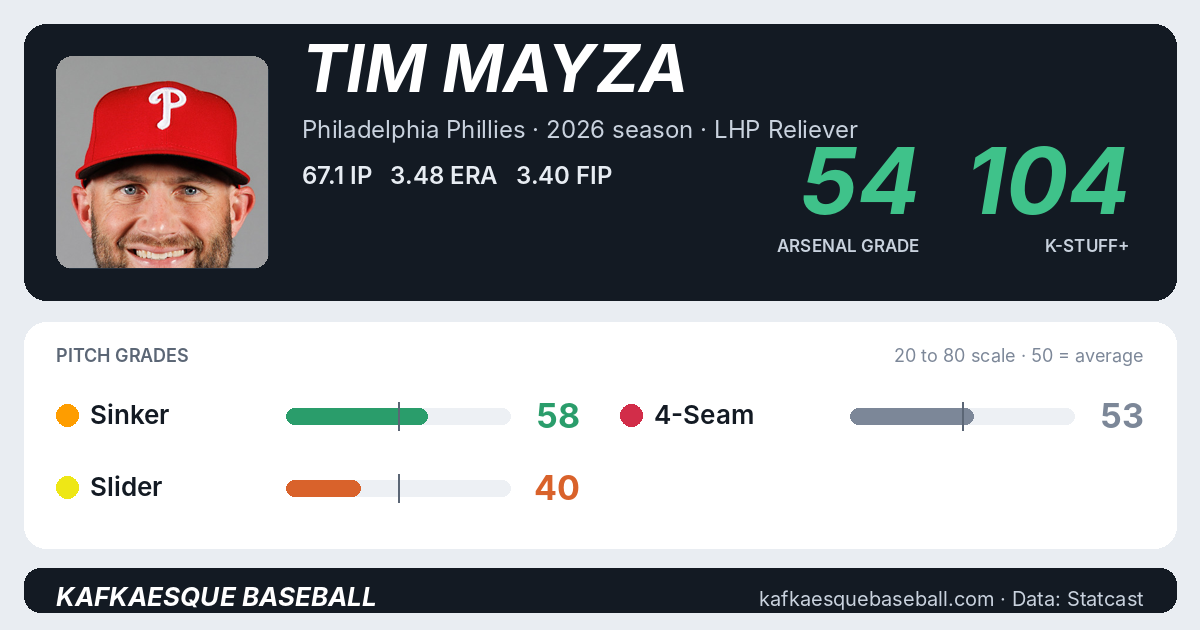 TIM MAYZA
Philadelphia Phillies · 2026 season · LHP Reliever
67.1 IP 3.48 ERA 3.40 FIP
54 104
ARSENAL GRADE K-STUFF+
PITCH GRADES 20 to 80 scale · 50 = average
Sinker 58 4-Seam 53
Slider 40
KAFKAESQUE BASEBALL kafkaesquebaseball.com · Data: Statcast